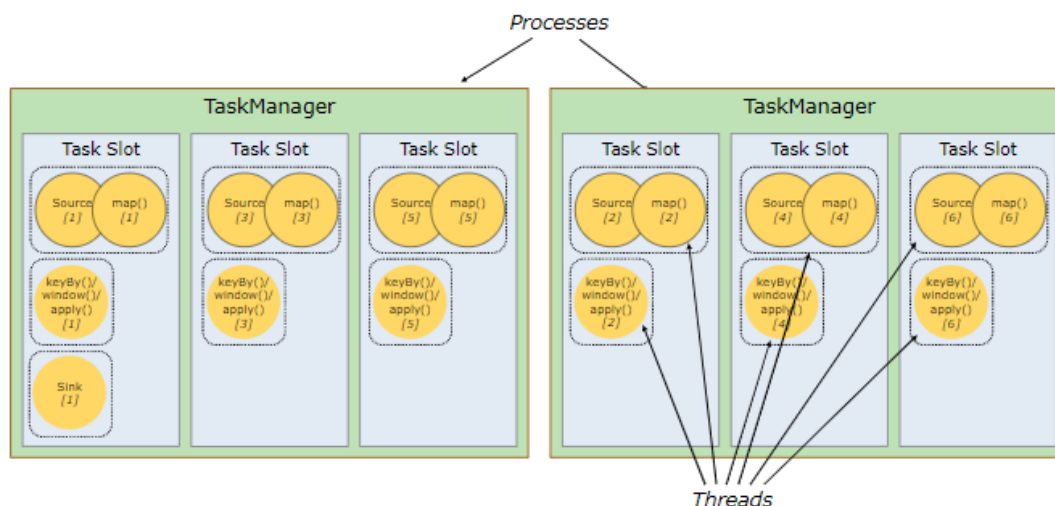 Processes
TaskManager
Task Slot
Source
[1]
map()
[1]
keyBy()/
window()/
apply()
[1]
Sink
[1]
Task Slot
Source
[3]
map()
[3]
keyBy()/
window()/
apply()
[3]
Task Slot
Source
[5]
map()
[5]
keyBy()/
window()/
apply()
[5]
TaskManager
Task Slot
Source
[2]
map()
[2]
keyBy()/
window()/
apply()
[2]
Task Slot
Source
[4]
map()
[4]
keyBy()/
window()/
apply()
[4]
Task Slot
Source
[6]
map()
[6]
keyBy()/
window()/
apply()
[6]
Threads